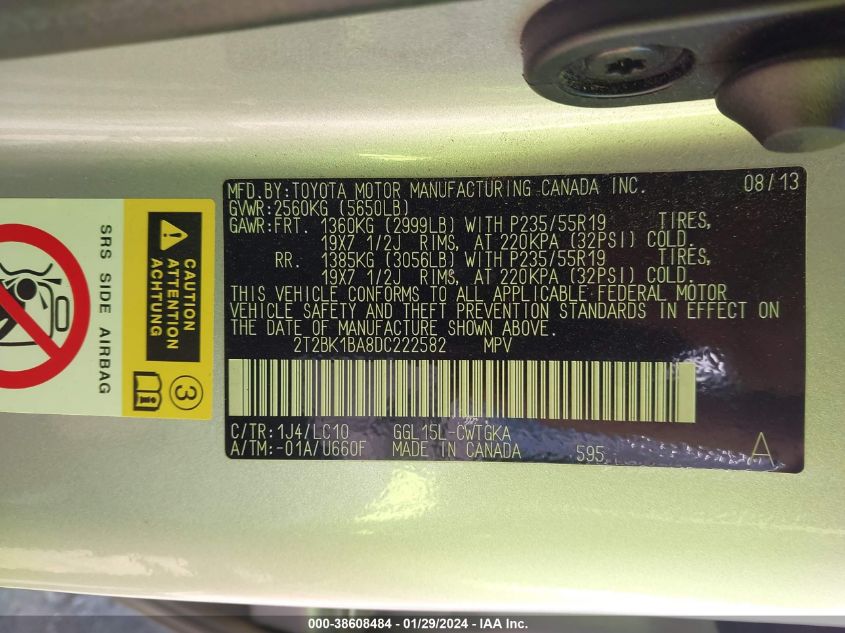 MFD.BY:TOYOTA MOTOR MANUFACTURING CANADA INC. 08/13
GVWR:2560KG (5650LB)
GAWR:FRT. 1360KG (2999LB) WITH P235/55R19 TIRES,
19X7 1/2J RIMS, AT 220KPA (32PSI) COLD.
RR. 1385KG (3056LB) WITH P235/55R19 TIRES,
19X7 1/2J RIMS, AT 220KPA (32PSI) COLD.
THIS VEHICLE CONFORMS TO ALL APPLICABLE FEDERAL MOTOR
VEHICLE SAFETY AND THEFT PREVENTION STANDARDS IN EFFECT ON
THE DATE OF MANUFACTURE SHOWN ABOVE.
2T2BK1BA8DC222582 MPV
C/TR:1J4/LC10 GGL15L-CWTGKA
A/TM:-01A/U660F MADE IN CANADA 595 A
CAUTION
ATTENTION
ACHTUNG
SRS SIDE AIRBAG
3
000-38608484 - 01/29/2024 - IAA Inc.